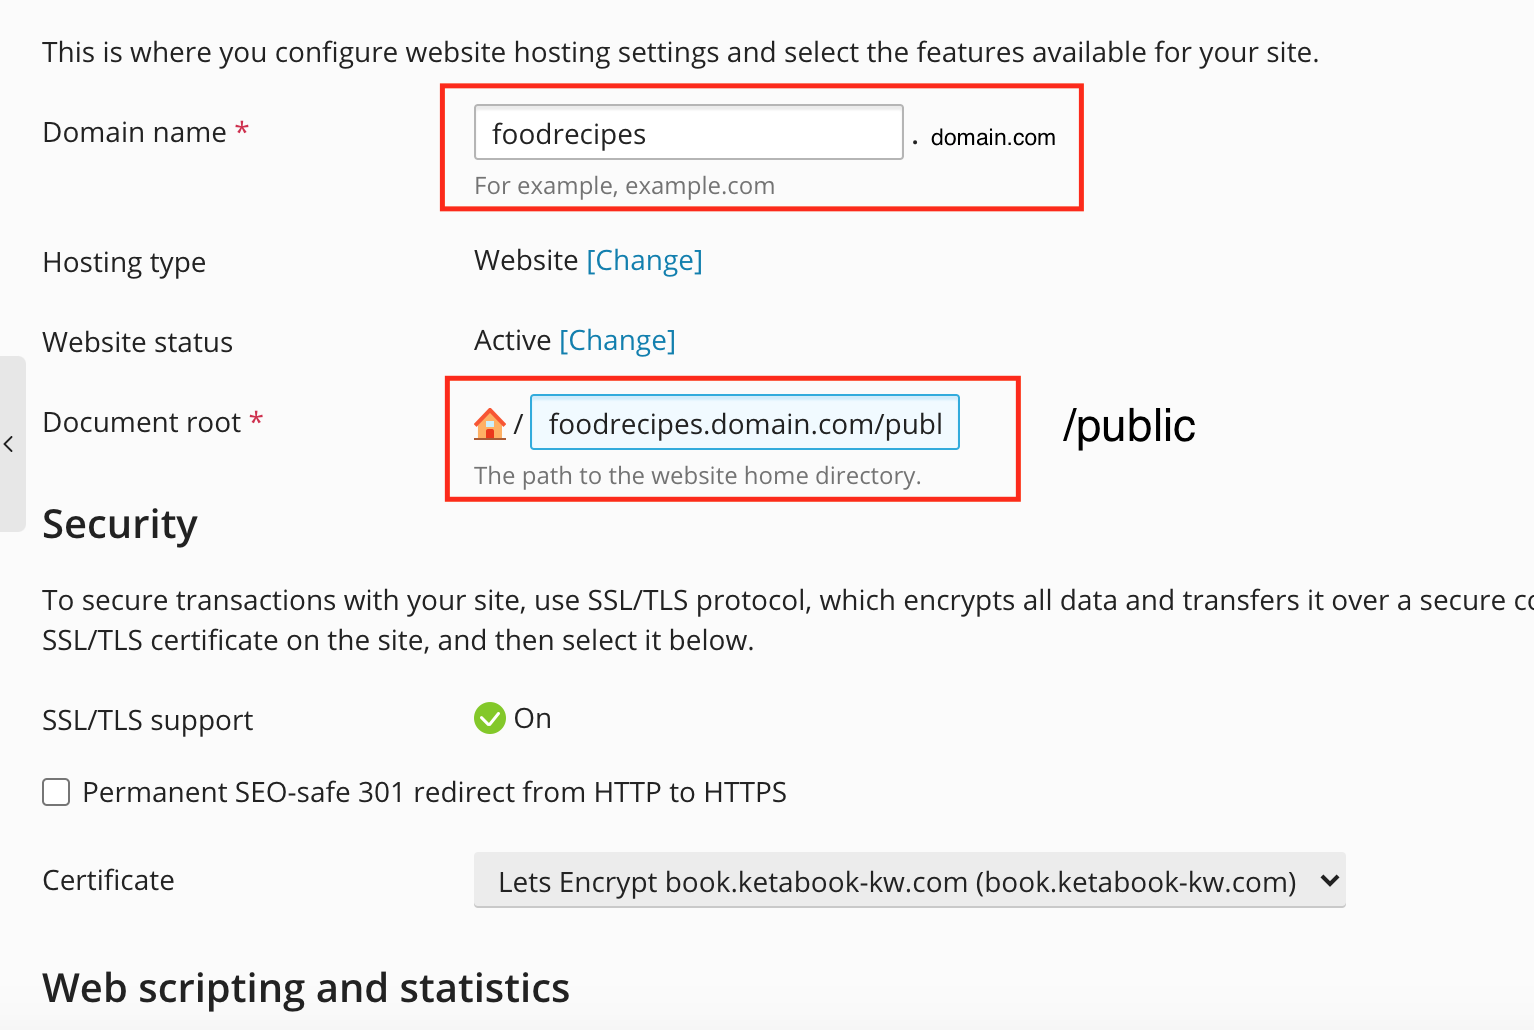 This is where you configure website hosting settings and select the features available for your site.
Domain name *
foodrecipes . domain.com
For example, example.com
Hosting type
Website [Change]
Website status
Active [Change]
Document root *
/ foodrecipes.domain.com/publ
/public
The path to the website home directory.
Security
To secure transactions with your site, use SSL/TLS protocol, which encrypts all data and transfers it over a secure
SSL/TLS certificate on the site, and then select it below.
SSL/TLS support
On
Permanent SEO-safe 301 redirect from HTTP to HTTPS
Certificate
Lets Encrypt book.ketabook-kw.com (book.ketabook-kw.com)
Web scripting and statistics